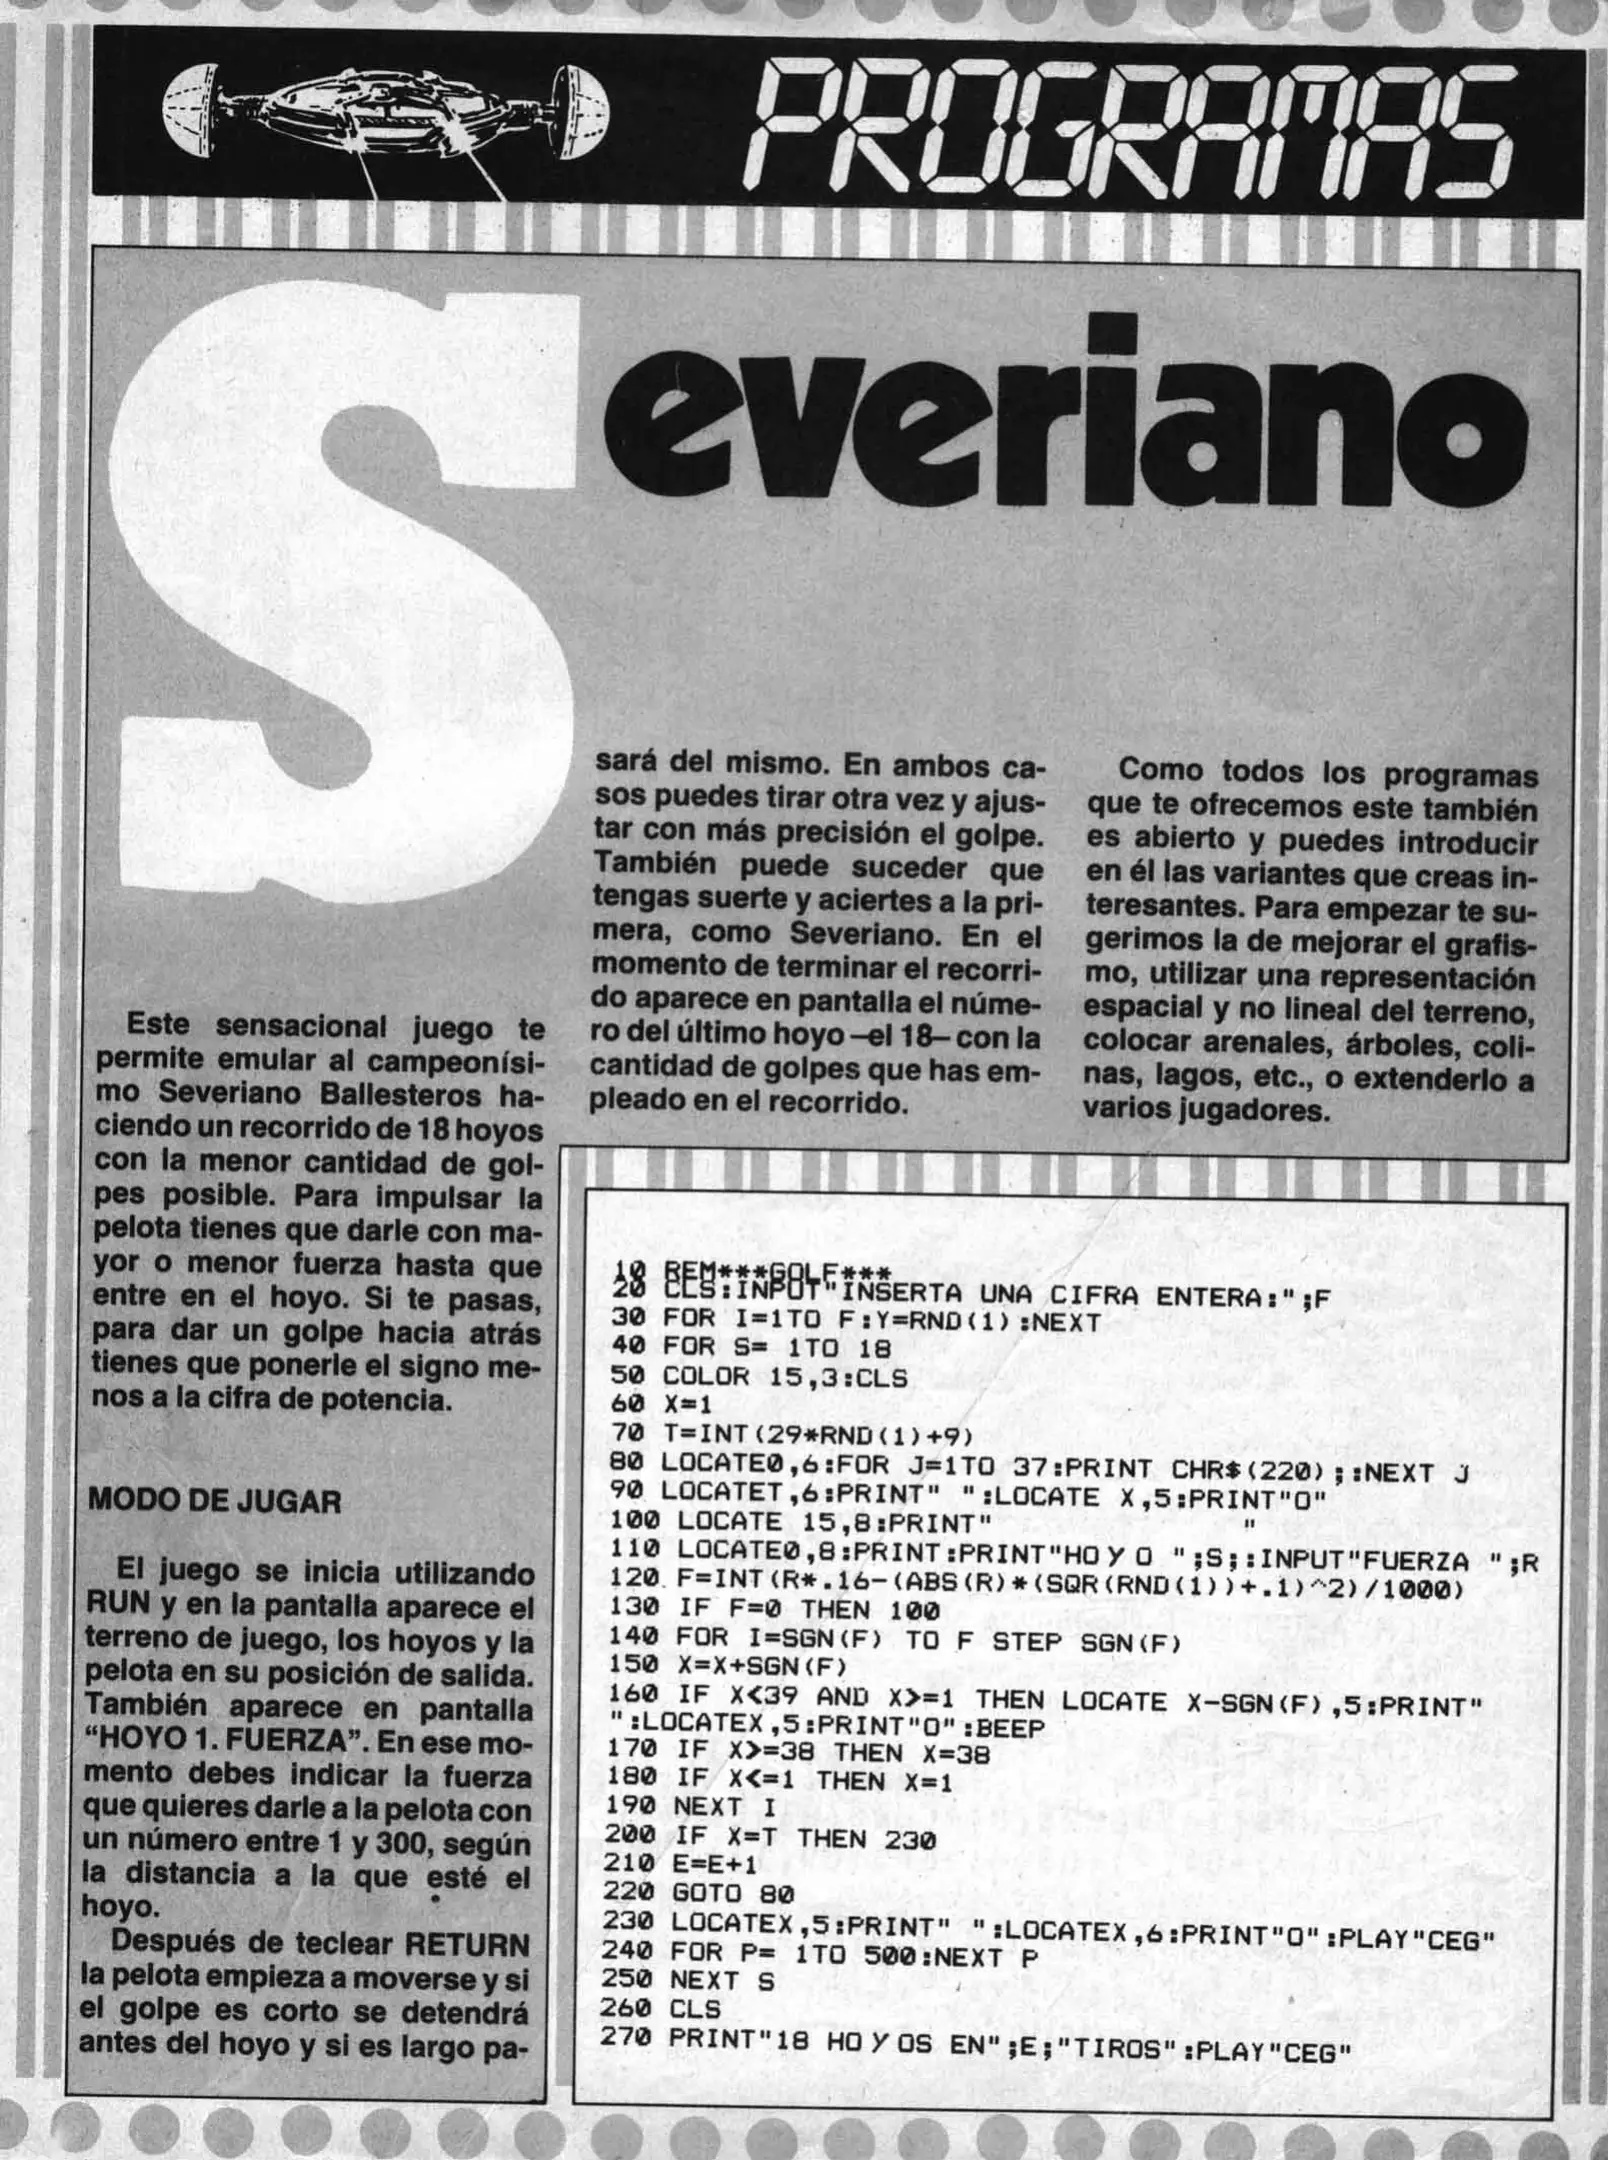 PROGRAMAS
Severiano
Este sensacional juego te
permite emular al campeonísi-
mo Severiano Ballesteros ha-
ciendo un recorrido de 18 hoyos
con la menor cantidad de gol-
pes posible. Para impulsar la
pelota tienes que darle con ma-
yor o menor fuerza hasta que
entre en el hoyo. Si te pasas,
para dar un golpe hacia atrás
tienes que ponerle el signo me-
nos a la cifra de potencia.
MODO DE JUGAR
El juego se inicia utilizando
RUN y en la pantalla aparece el
terreno de juego, los hoyos y la
pelota en su posición de salida.
También aparece en pantalla
“HOYO 1. FUERZA”. En ese mo-
mento debes indicar la fuerza
que quieres darle a la pelota con
un número entre 1 y 300, según
la distancia a la que esté el
hoyo.
Después de teclear RETURN
la pelota empieza a moverse y si
el golpe es corto se detendrá
antes del hoyo y si es largo pa-
sará del mismo. En ambos ca-
sos puedes tirar otra vez y ajus-
tar con más precisión el golpe.
También puede suceder que
tengas suerte y aciertes a la pri-
mera, como Severiano. En el
momento de terminar el recorri-
do aparece en pantalla el núme-
ro del último hoyo —el 18— con la
cantidad de golpes que has em-
pleado en el recorrido.
Como todos los programas
que te ofrecemos este también
es abierto y puedes introducir
en él las variantes que creas in-
teresantes. Para empezar te su-
gerimos la de mejorar el grafis-
mo, utilizar una representación
espacial y no lineal del terreno,
colocar arenales, árboles, coli-
nas, lagos, etc., o extenderlo a
varios jugadores.
10 REM***GOLF***
20 CLS:INPUT"INSERTA UNA CIFRA ENTERA:";F
30 FOR I=1TO F:Y=RND(1):NEXT
40 FOR S= 1TO 18
50 COLOR 15,3:CLS
60 X=1
70 T=INT(29*RND(1)+9)
80 LOCATE0,6:FOR J=1TO 37:PRINT CHR$(220);:NEXT J
90 LOCATET,6:PRINT" ":LOCATE X,5:PRINT"O"
100 LOCATE 15,8:PRINT"                    "
110 LOCATE0,8:PRINT:PRINT"HO Y O ";S;:INPUT"FUERZA ";R
120 F=INT(R*.16-(ABS(R)*(SQR(RND(1))+.1)^2)/1000)
130 IF F=0 THEN 100
140 FOR I=SGN(F) TO F STEP SGN(F)
150 X=X+SGN(F)
160 IF X<39 AND X>=1 THEN LOCATE X-SGN(F),5:PRINT"
":LOCATEX,5:PRINT"O":BEEP
170 IF X>=38 THEN X=38
180 IF X<=1 THEN X=1
190 NEXT I
200 IF X=T THEN 230
210 E=E+1
220 GOTO 80
230 LOCATEX,5:PRINT" ":LOCATEX,6:PRINT"O":PLAY"CEG"
240 FOR P= 1TO 500:NEXT P
250 NEXT S
260 CLS
270 PRINT"18 HO Y OS EN";E;"TIROS":PLAY"CEG"